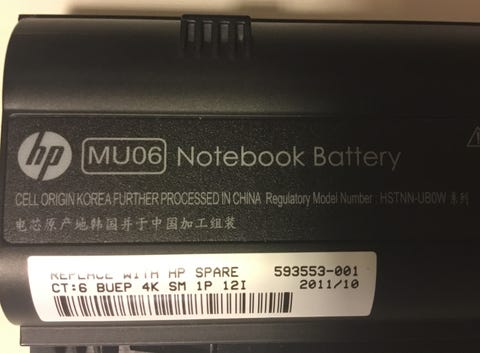 hp MU06 Notebook Battery
CELL ORIGIN KOREA FURTHER PROCESSED IN CHINA Regulatory Model Number : HSTNN-UB0W 系列
电芯原产地韩国并于中国加工组装
REPLACE WITH HP SPARE 593553-001
CT:6 BUEP 4K SM 1P 12I 2011/10